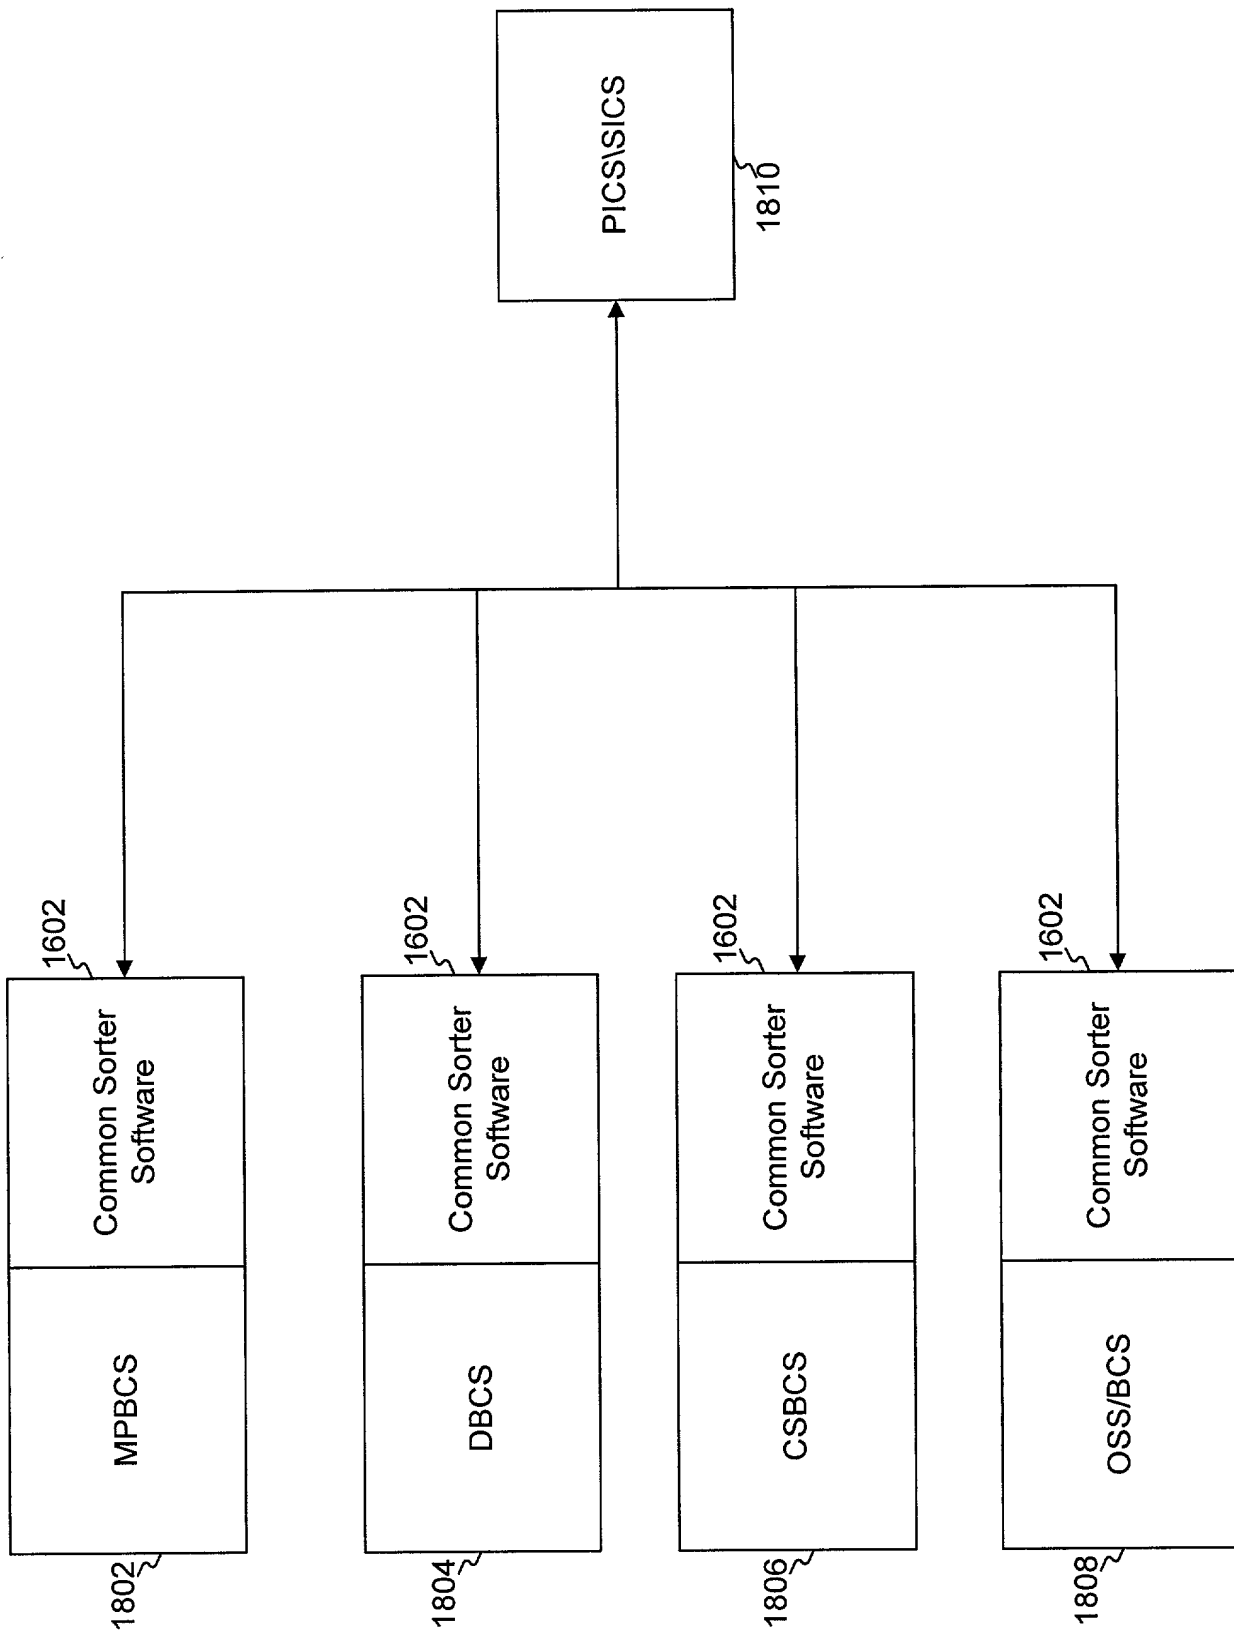 1802
MPBCS
Common Sorter
Software
1602
1804
DBCS
Common Sorter
Software
1602
1806
CSBCS
Common Sorter
Software
1602
1808
OSS/BCS
Common Sorter
Software
1602
PICS\SICS
1810